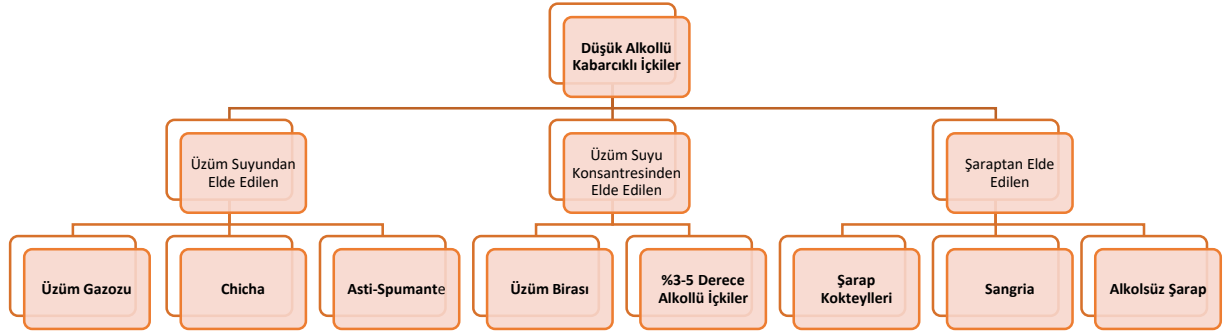 Düşük Alkollü
Kabarcıklı İçkiler
Üzüm Suyundan
Elde Edilen
Üzüm Suyu
Konsantresinden
Elde Edilen
Şaraptan Elde
Edilen
Üzüm Gazozu
Chicha
Asti-Spumante
Üzüm Birası
%3-5 Derece
Alkollü İçkiler
Şarap
Kokteylleri
Sangria
Alkolsüz Şarap